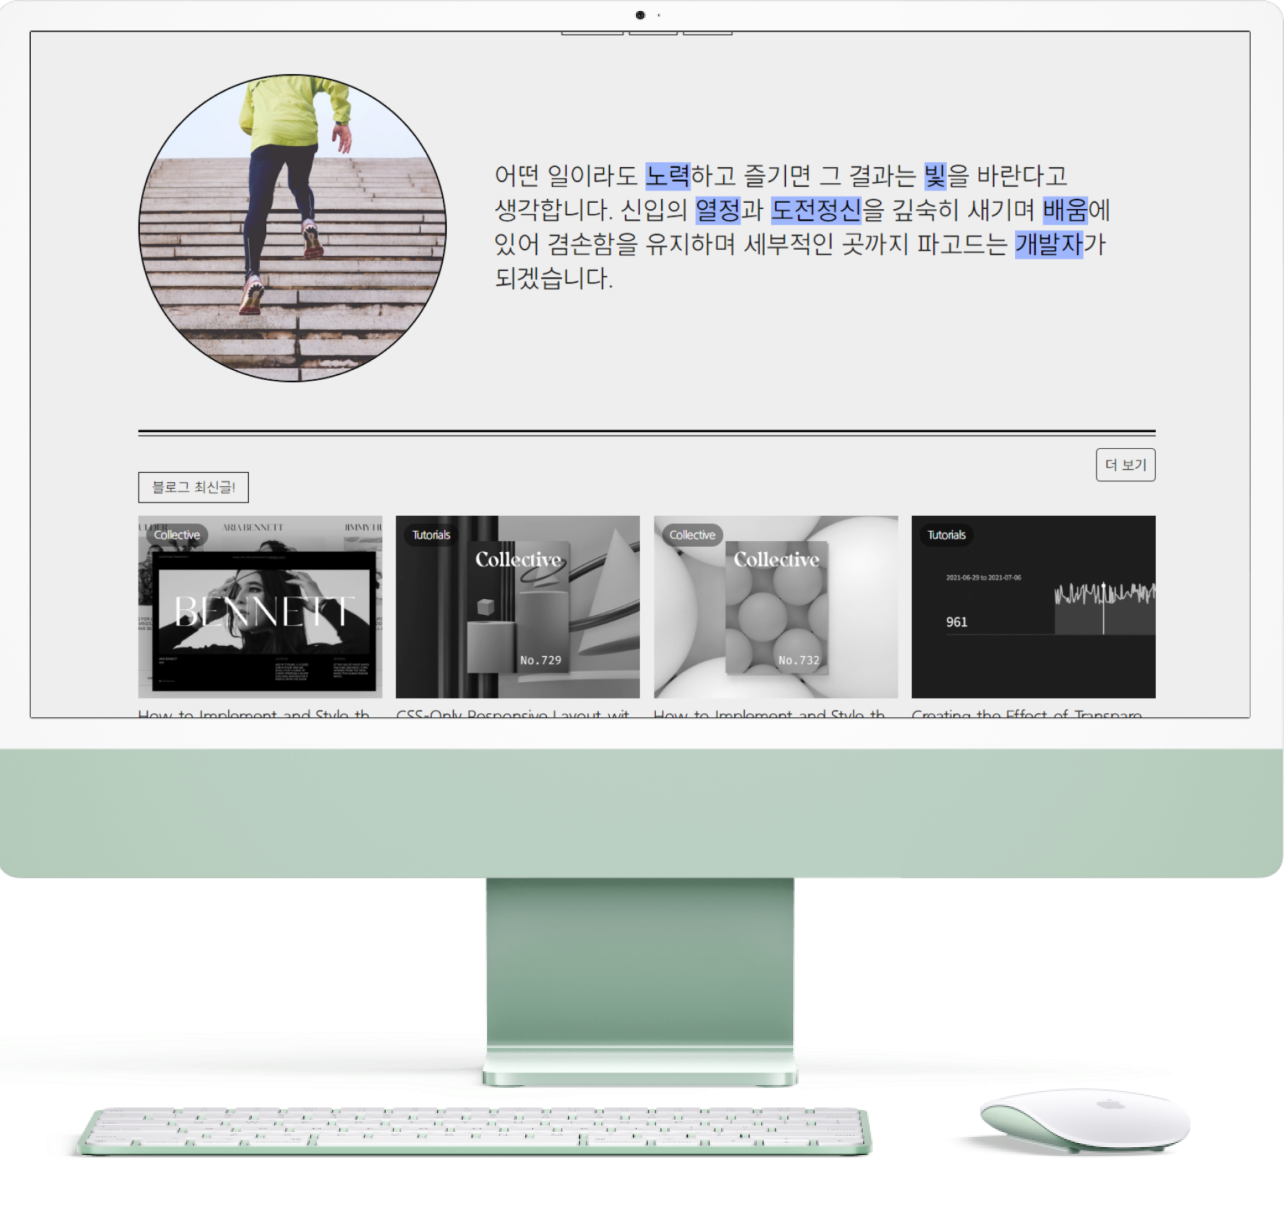 어떤 일이라도 노력하고 즐기면 그 결과는 빛을 바란다고
생각합니다. 신입의 열정과 도전정신을 깊숙히 새기며 배움에
있어 겸손함을 유지하며 세부적인 곳까지 파고드는 개발자가
되겠습니다.
더 보기
블로그 최신글!
ARIA BENNETT
Collective
BENNETT
Tutorials
Collective
No.729
Collective
Collective
No.732
Tutorials
2021-06-29 to 2021-07-06
961
How to Implement and Style th
CSS-Only Responsive Layout wit
How to Implement and Style th
Creating the Effect of Transpare